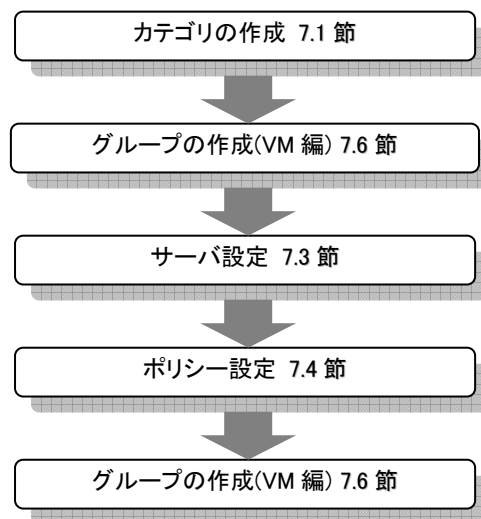 カテゴリの作成 7.1 節
グループの作成(VM 編) 7.6 節
サーバ設定 7.3 節
ポリシー設定 7.4 節
グループの作成(VM 編) 7.6 節